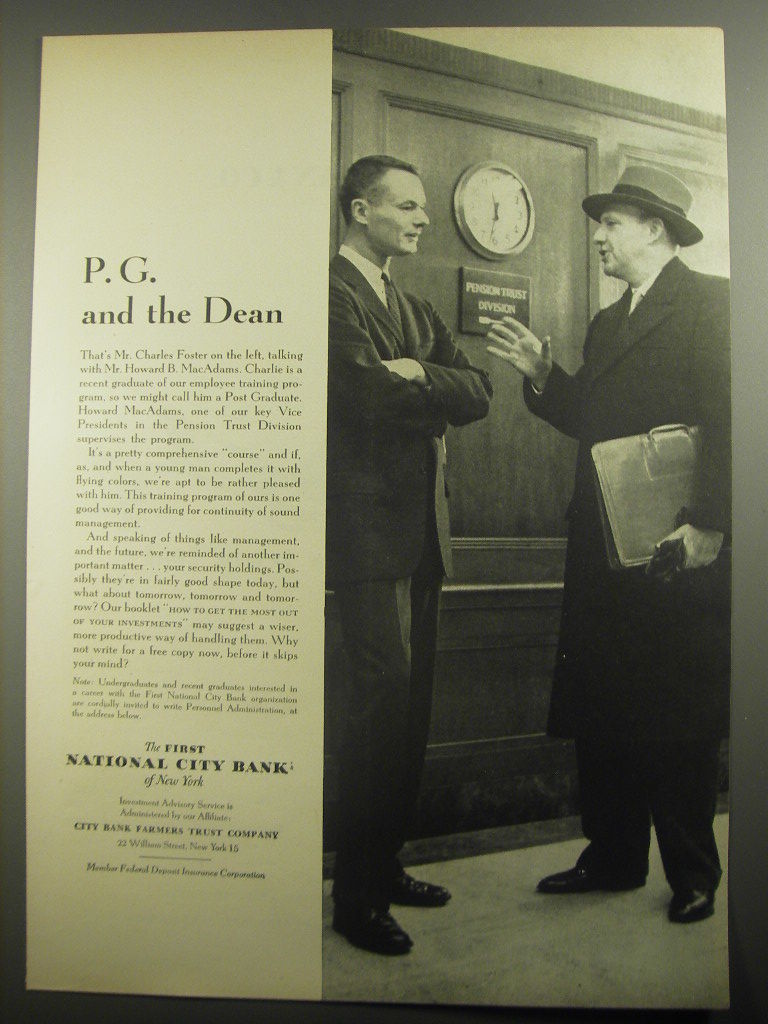 P. G.
and the Dean
That's Mr. Charles Foster on the left, talking
with Mr. Howard B. MacAdams. Charlie is a
recent graduate of our employee training pro-
gram, so we might call him a Post Graduate.
Howard MacAdams, one of our key Vice
Presidents in the Pension Trust Division
supervises the program.
It's a pretty comprehensive "course" and if,
as, and when a young man completes it with
flying colors, we're apt to be rather pleased
with him. This training program of ours is one
good way of providing for continuity of sound
management.
And speaking of things like management,
and the future, we're reminded of another im-
portant matter . . . your security holdings. Pos-
sibly they're in fairly good shape today, but
what about tomorrow, tomorrow and tomor-
row? Our booklet "HOW TO GET THE MOST OUT
OF YOUR INVESTMENTS" may suggest a wiser,
more productive way of handling them. Why
not write for a free copy now, before it skips
your mind?
Note: Undergraduates and recent graduates interested in
a career with the First National City Bank organization
are cordially invited to write Personnel Administration, at
the address below.
The FIRST
NATIONAL CITY BANK
of New York
Investment Advisory Service is
Administered by our Affiliate:
CITY BANK FARMERS TRUST COMPANY
22 William Street, New York 15
Member Federal Deposit Insurance Corporation
PENSION TRUST
DIVISION